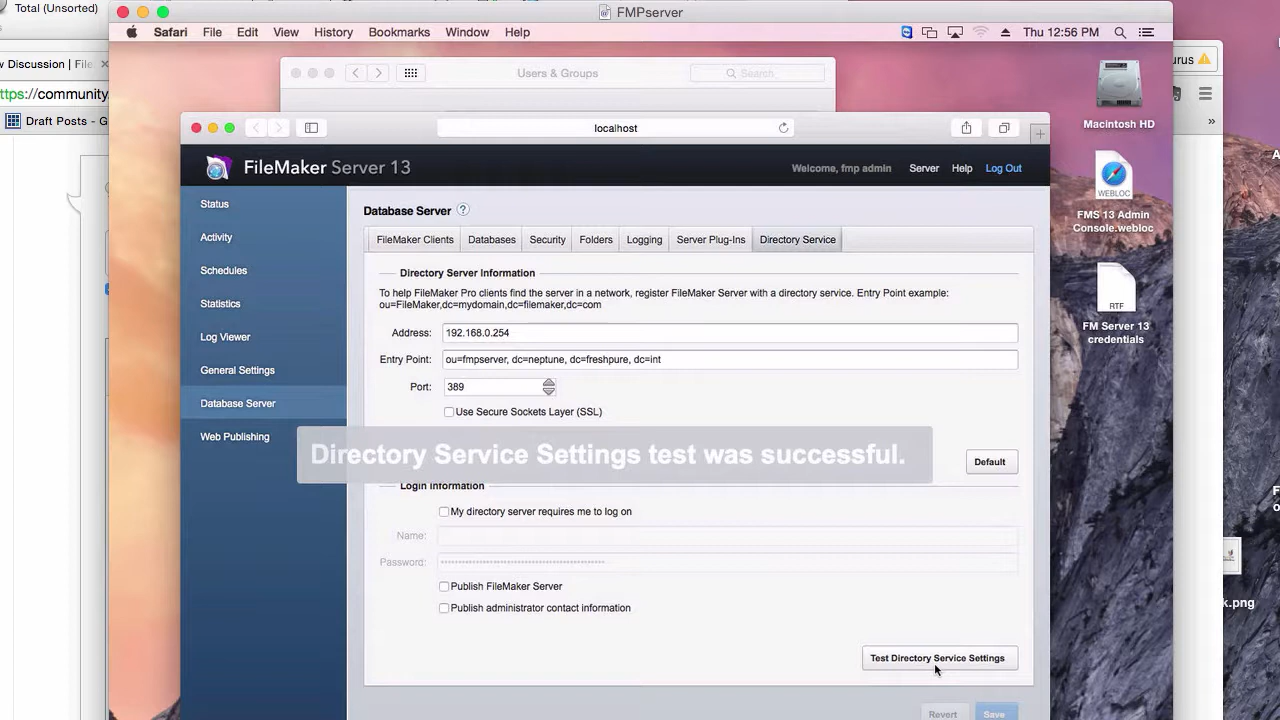 Total (Unsorted)
FMPserver
Safari File Edit View History Bookmarks Window Help Thu 12:56 PM
w Discussion | File
Users & Groups
Search
https://community.
Draft Posts - G
»
Macintosh HD
localhost
FileMaker Server 13
Welcome, fmp admin Server Help Log Out
WEBLOC
FMS 13 Admin
Console.webloc
RTF
FM Server 13
credentials
k.png
Status
Activity
Schedules
Statistics
Log Viewer
General Settings
Database Server
Web Publishing
Database Server ?
FileMaker Clients Databases Security Folders Logging Server Plug-Ins Directory Service
Directory Server Information
To help FileMaker Pro clients find the server in a network, register FileMaker Server with a directory service. Entry Point example:
ou=FileMaker,dc=mydomain,dc=filemaker,dc=com
Address: 192.168.0.254
Entry Point: ou=fmpserver, dc=neptune, dc=freshpure, dc=int
Port: 389
Use Secure Sockets Layer (SSL)
Directory Service Settings test was successful.
Default
Login Information
My directory server requires me to log on
Name:
Password:
Publish FileMaker Server
Publish administrator contact information
Test Directory Service Settings
Revert Save